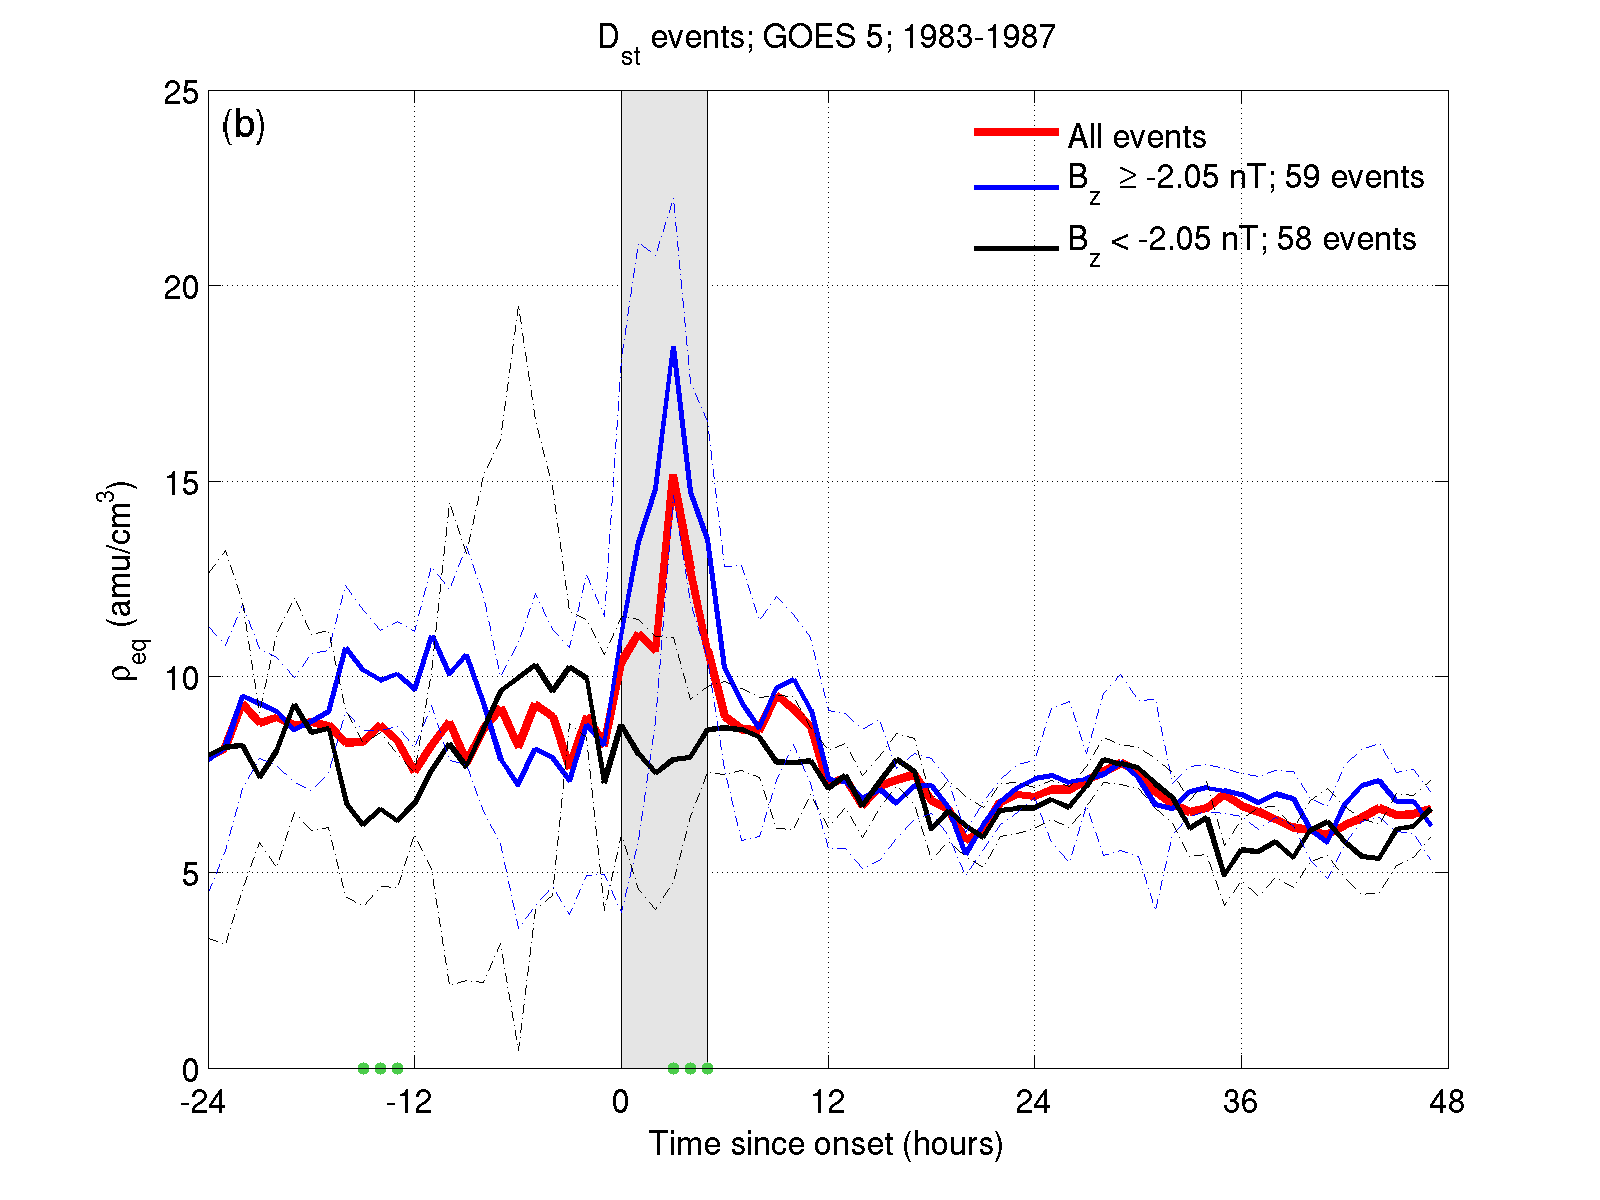 Dst events; GOES 5; 1983-1987
(b)
All events
Bz ≥ -2.05 nT; 59 events
Bz < -2.05 nT; 58 events
25
20
15
10
5
0
ρeq (amu/cm3)
-24 -12 0 12 24 36 48
Time since onset (hours)